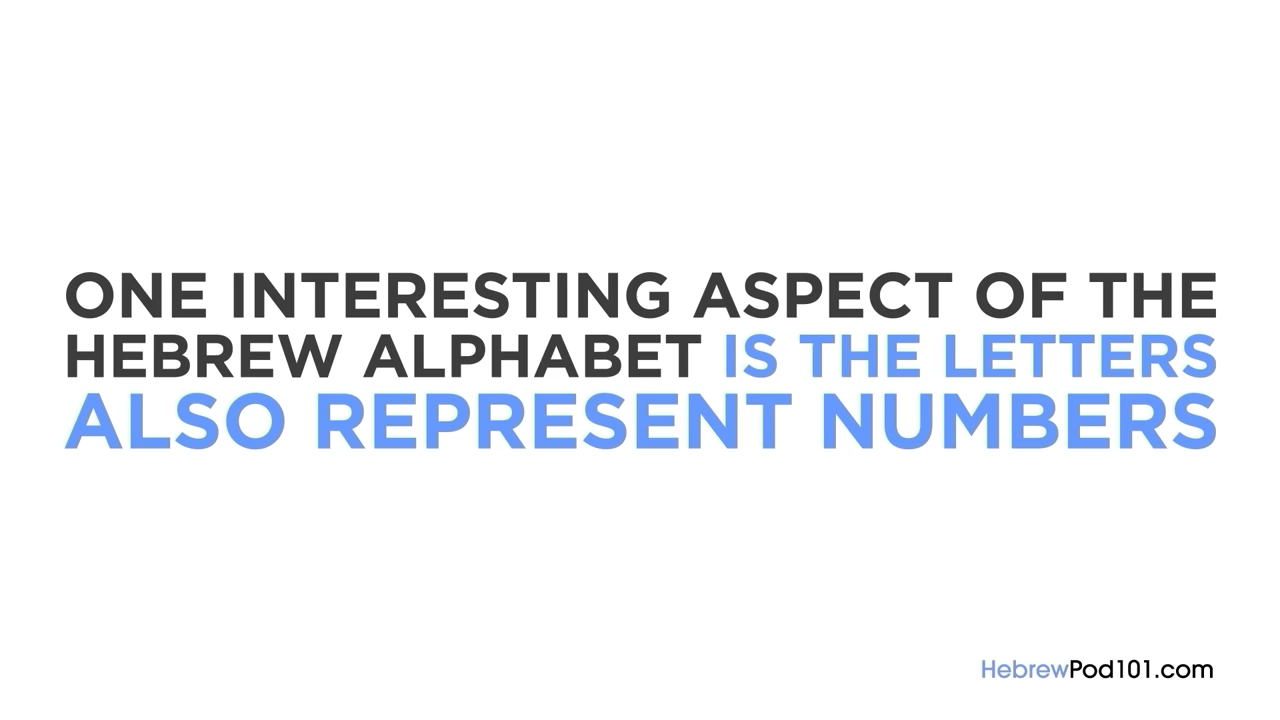 ONE INTERESTING ASPECT OF THE
HEBREW ALPHABET IS THE LETTERS
ALSO REPRESENT NUMBERS
HebrewPod101.com